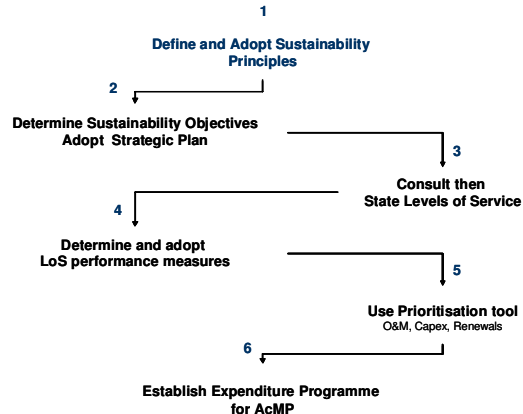 1
Define and Adopt Sustainability
Principles
2
Determine Sustainability Objectives
Adopt Strategic Plan
3
Consult then
State Levels of Service
4
Determine and adopt
LoS performance measures
5
Use Prioritisation tool
O&M, Capex, Renewals
6
Establish Expenditure Programme
for AcMP